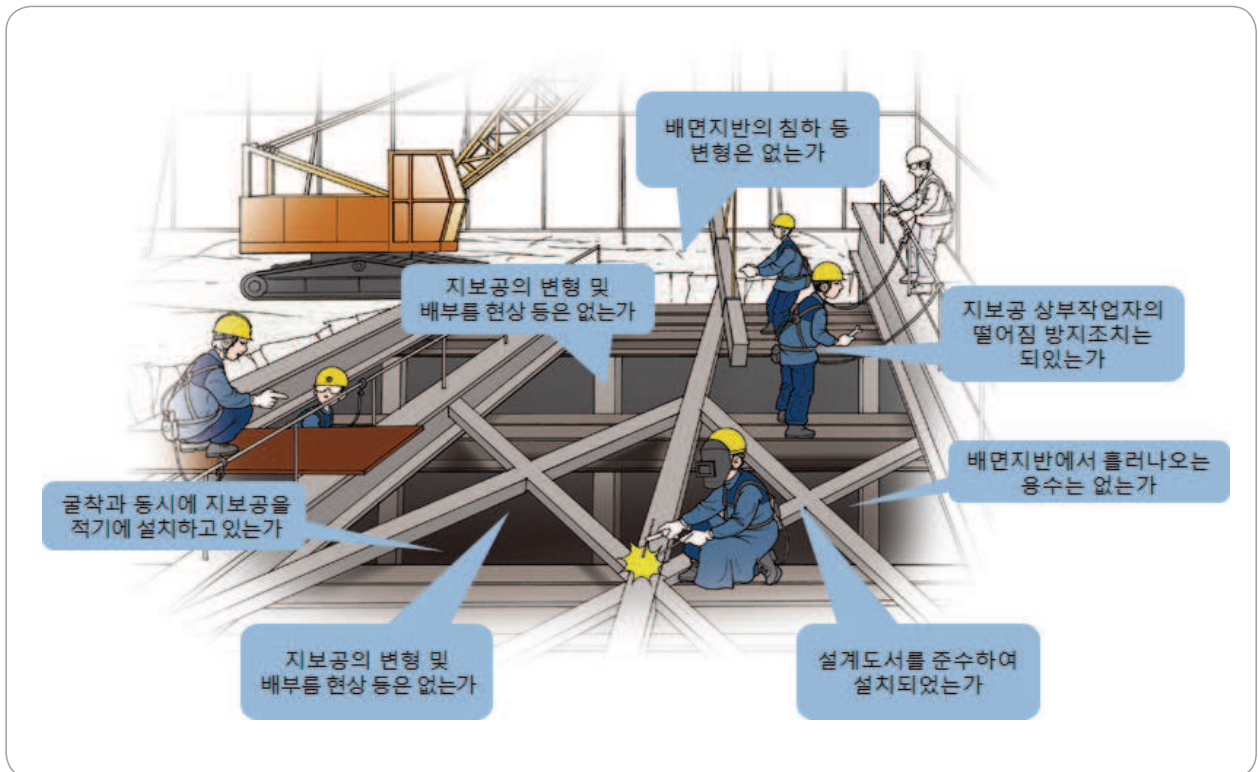 배면지반의 침하 등
변형은 없는가
지보공의 변형 및
배부름 현상 등은 없는가
지보공 상부작업자의
떨어짐 방지조치는
되있는가
배면지반에서 흘러나오는
용수는 없는가
굴착과 동시에 지보공을
적기에 설치하고 있는가
지보공의 변형 및
배부름 현상 등은 없는가
설계도서를 준수하여
설치되었는가